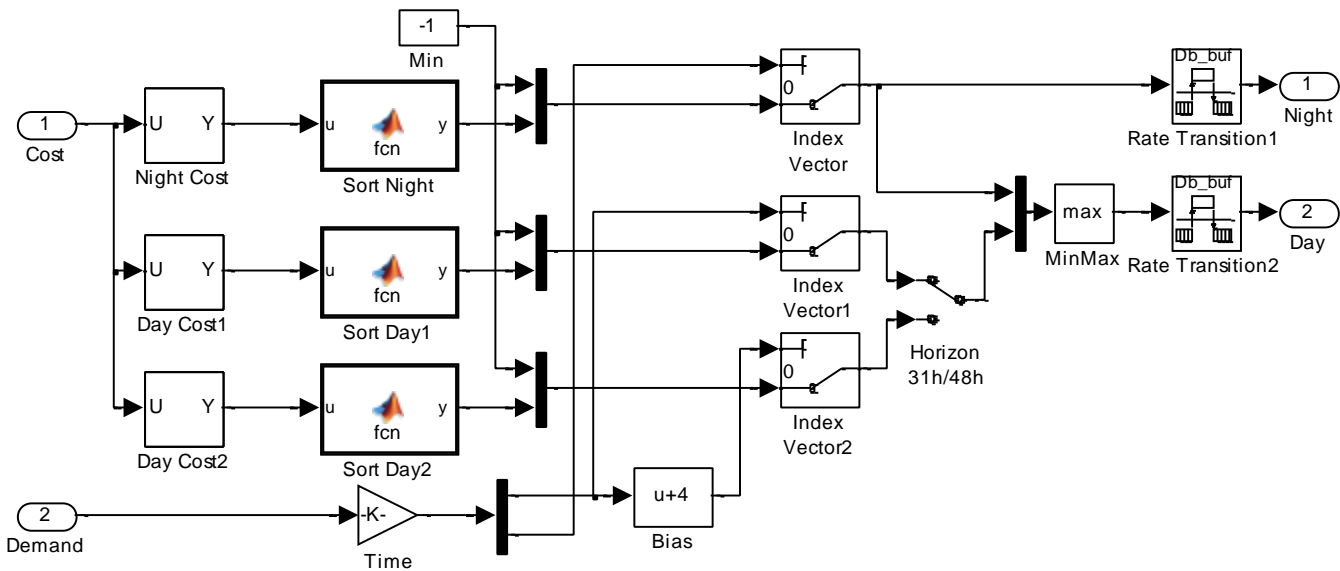 -1
Min
1
Cost
U Y
Night Cost
u y
fcn
Sort Night
U Y
Day Cost1
u y
fcn
Sort Day1
U Y
Day Cost2
u y
fcn
Sort Day2
2
Demand
-K-
Time
u+4
Bias
0
Index
Vector
0
Index
Vector1
0
Index
Vector2
Horizon
31h/48h
max
MinMax
Db_buf
Rate Transition1
1
Night
Db_buf
Rate Transition2
2
Day